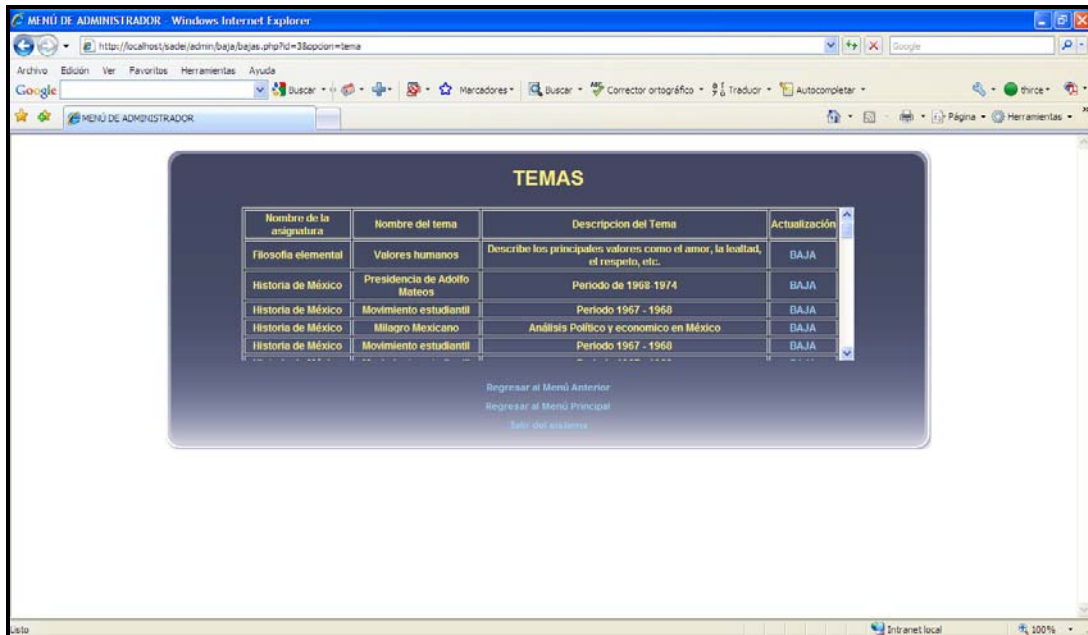 MENÚ DE ADMINISTRADOR - Windows Internet Explorer
http://localhost/sadei/admin/baja/bajas.php?id=3&opcion=tema
Google
Archivo Edición Ver Favoritos Herramientas Ayuda
Google Buscar Marcadores Buscar Corrector ortográfico Traducir Autocompletar thirce
MENÚ DE ADMINISTRADOR Página Herramientas
TEMAS
Nombre de la
asignatura
Nombre del tema
Descripcion del Tema
Actualización
Filosofia elemental
Valores humanos
Describe los principales valores como el amor, la lealtad,
el respeto, etc.
BAJA
Historia de México
Presidencia de Adolfo
Mateos
Periodo de 1968-1974
BAJA
Historia de México Movimiento estudiantil Periodo 1967 - 1968 BAJA
Historia de México Milagro Mexicano Análisis Político y economico en México BAJA
Historia de México Movimiento estudiantil Periodo 1967 - 1968 BAJA
Regresar al Menú Anterior
Regresar al Menú Principal
Salir del sistema
Listo Intranet local 100%